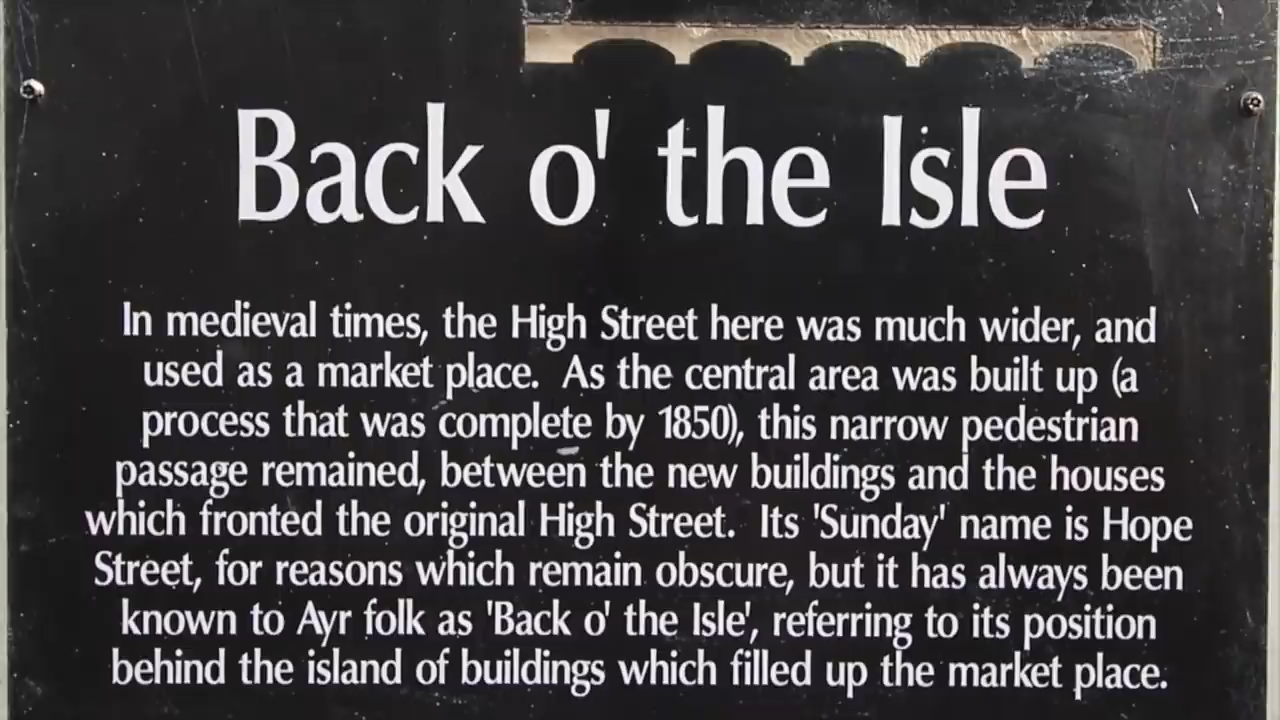 Back o' the Isle
In medieval times, the High Street here was much wider, and
used as a market place.  As the central area was built up (a
process that was complete by 1850), this narrow pedestrian
passage remained, between the new buildings and the houses
which fronted the original High Street.  Its 'Sunday' name is Hope
Street, for reasons which remain obscure, but it has always been
known to Ayr folk as 'Back o' the Isle', referring to its position
behind the island of buildings which filled up the market place.